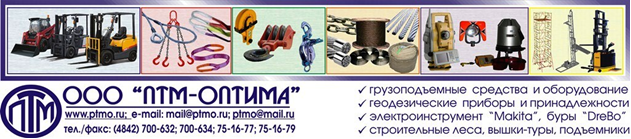 ПТМ
ООО "ПТМ-ОПТИМА"
www.ptmo.ru; e-mail: mail@ptmo.ru; ptmo@mail.ru
тел./факс: (4842) 700-632; 700-634; 75-16-77; 75-16-79
✓ грузоподъемные средства и оборудование
✓ геодезические приборы и принадлежности
✓ электроинструмент "Makita", буры "DreBo"
✓ строительные леса, вышки-туры, подъемники